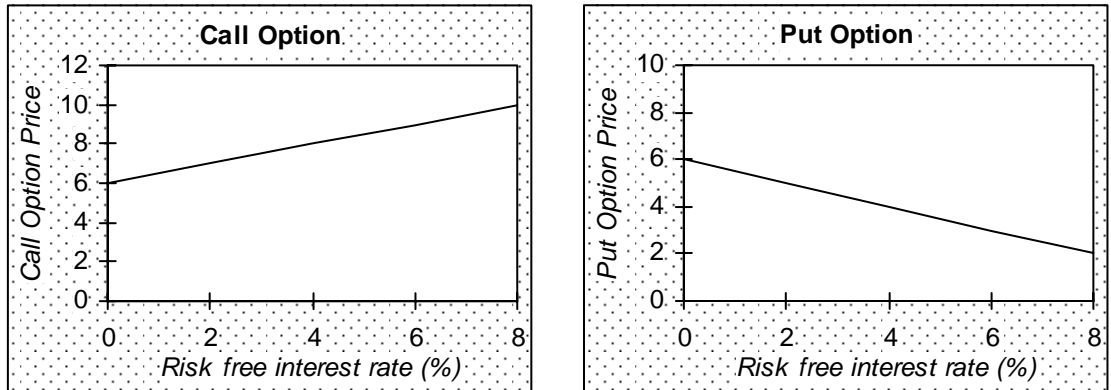 Call Option
Call Option Price
12
10
8
6
4
2
0
0 2 4 6 8
Risk free interest rate (%)
Put Option
Put Option Price
10
8
6
4
2
0
0 2 4 6 8
Risk free interest rate (%)